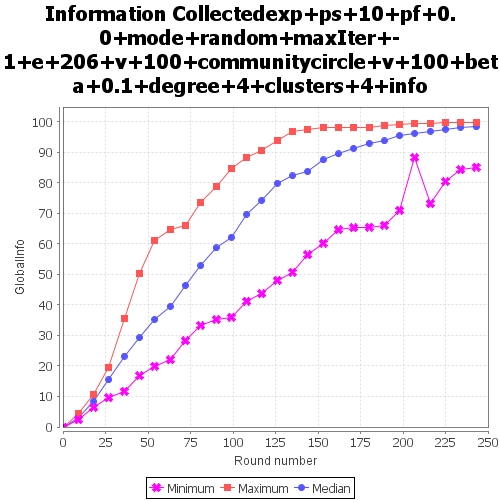 Information Collectedexp+ps+10+pf+0.
0+mode+random+maxIter+-
1+e+206+v+100+communitycircle+v+100+bet
a+0.1+degree+4+clusters+4+info
100
90
80
70
60
50
40
30
20
10
0
GlobalInfo
0 25 50 75 100 125 150 175 200 225 250
Round number
Minimum Maximum Median